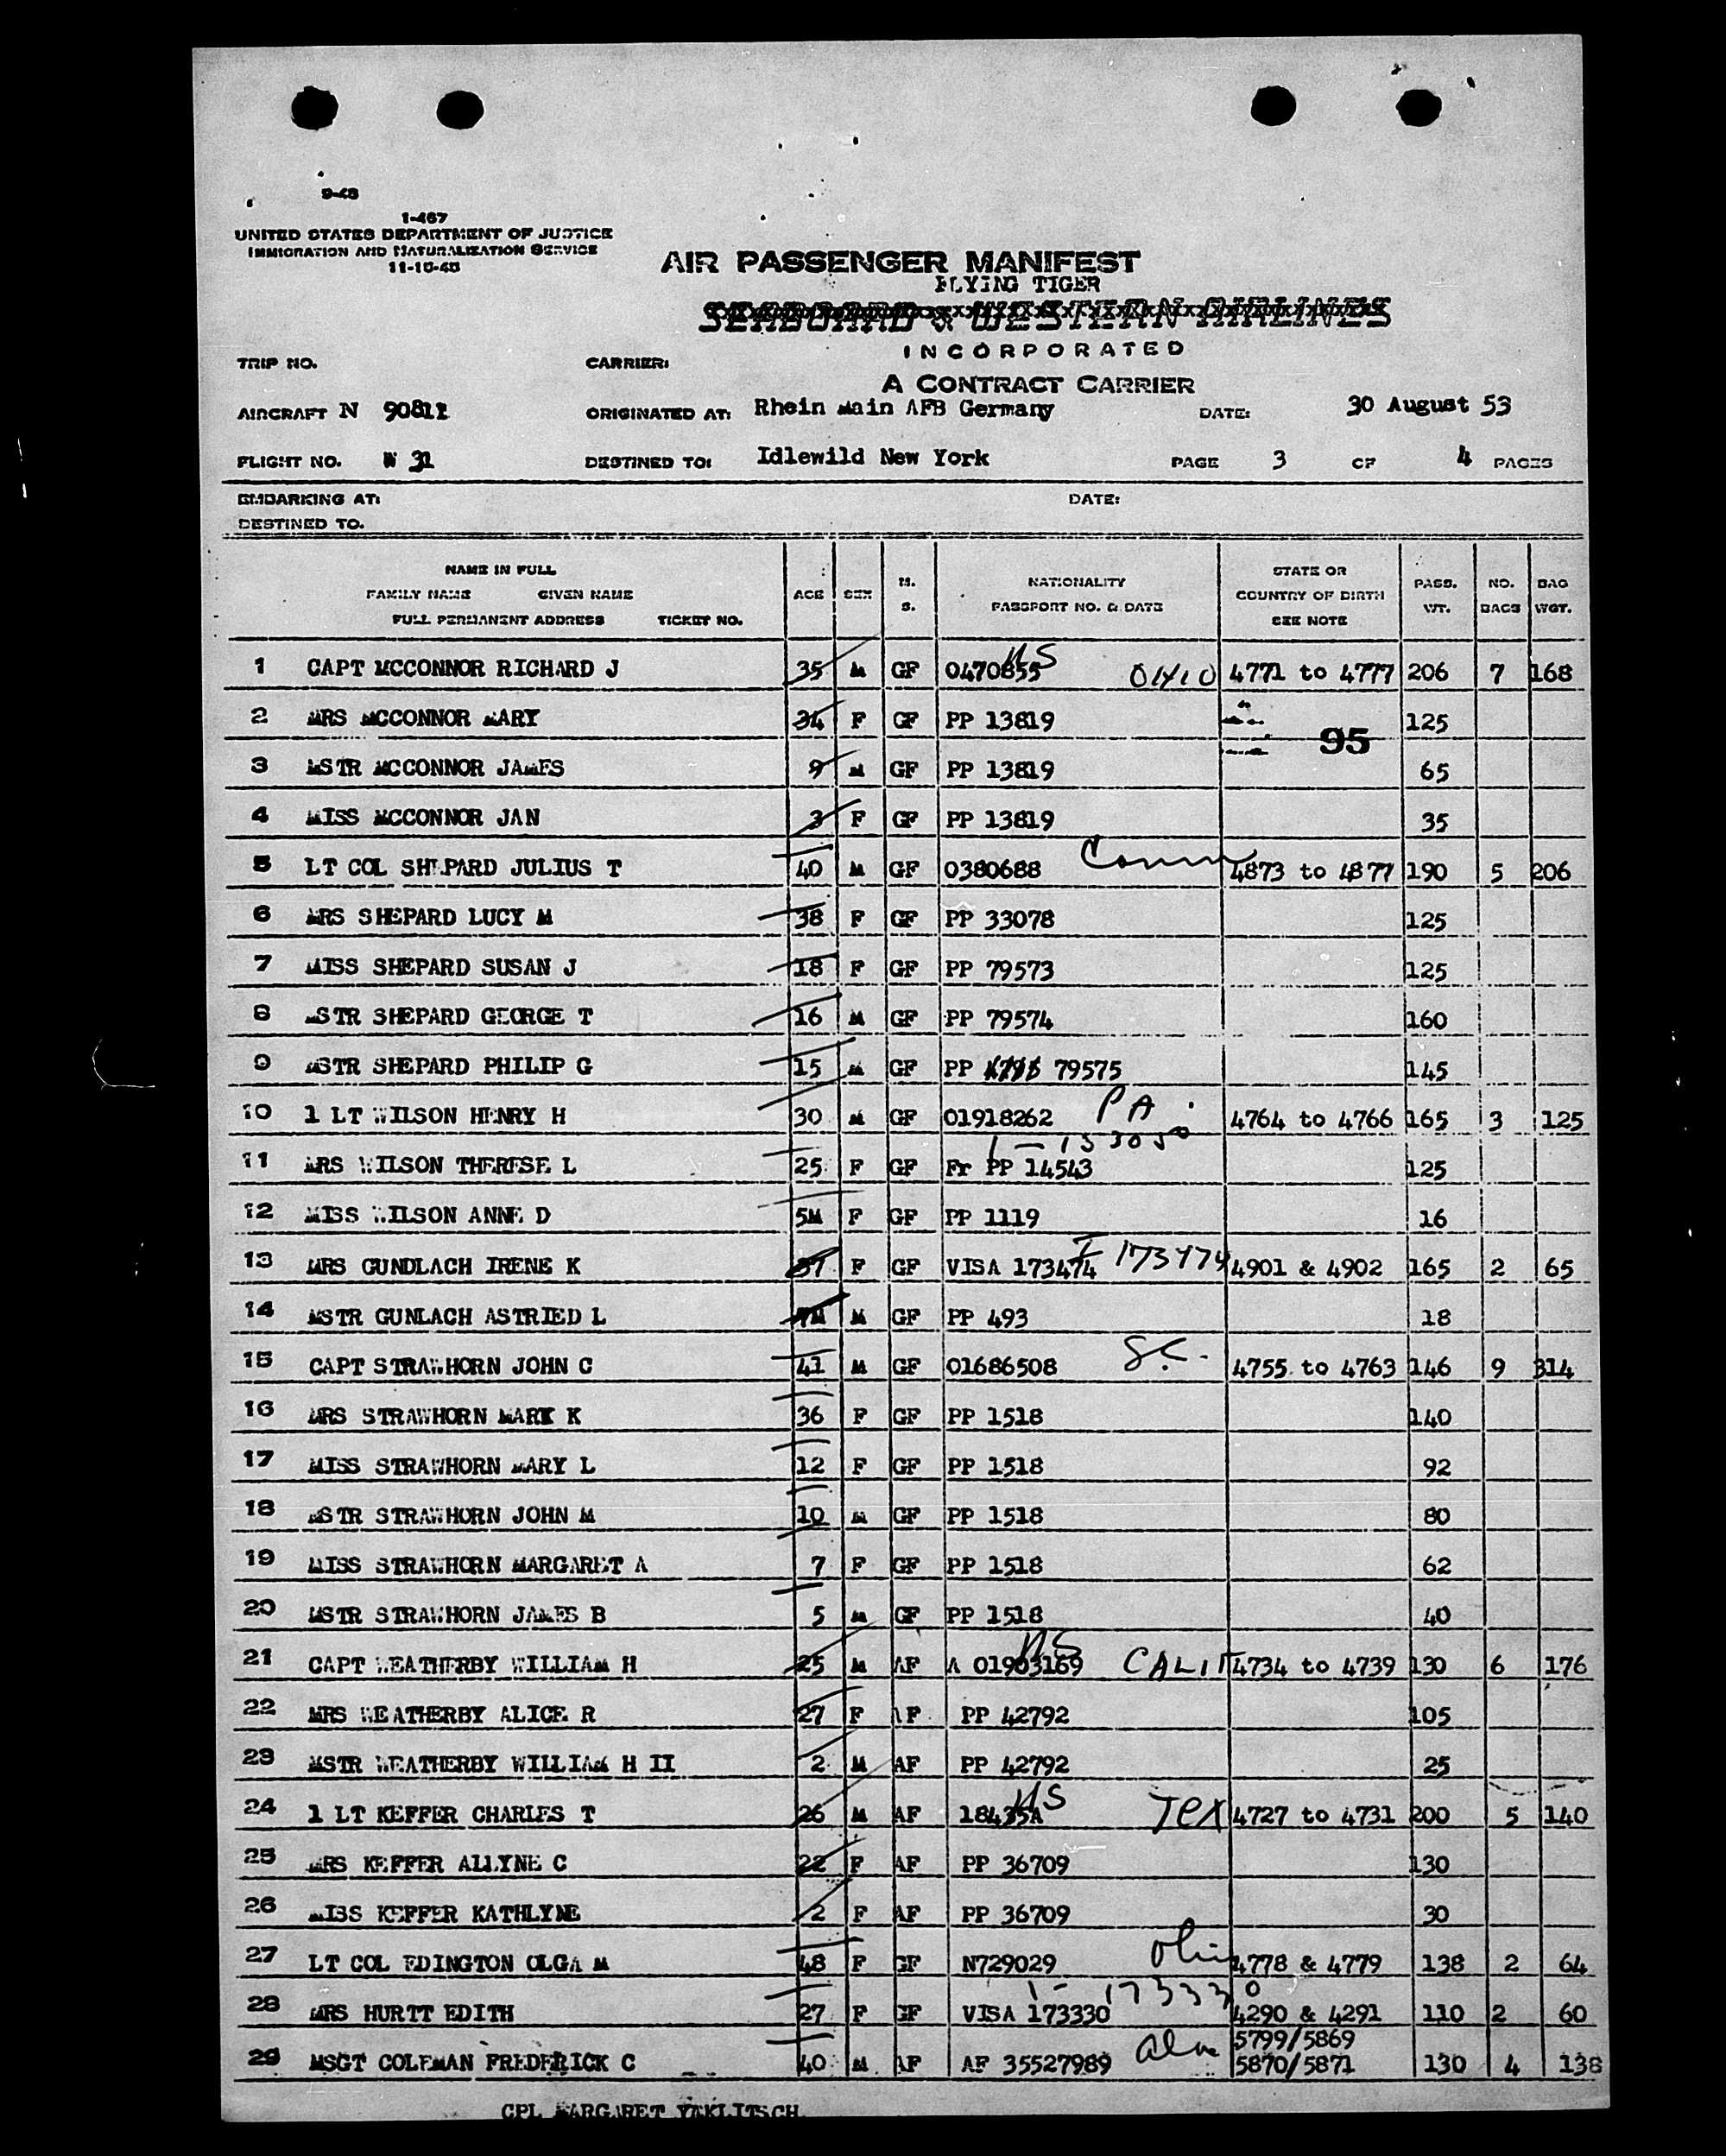 9-48
1-467
UNITED STATES DEPARTMENT OF JUSTICE
IMMIGRATION AND NATURALIZATION SERVICE
11-15-45
AIR PASSENGER MANIFEST
FLYING TIGER
SEABOARD & WESTERN AIRLINES
INCORPORATED
A CONTRACT CARRIER
TRIP NO. CARRIER:
AIRCRAFT N ORIGINATED AT: Rhein Main AFB Germany DATE: 30 August 53
FLIGHT NO. W 31 DESTINED TO: Idlewild New York PAGE 3 OF 4 PAGES
EMBARKING AT: DATE:
DESTINED TO.
NAME IN FULL
FAMILY NAME GIVEN NAME
FULL PERMANENT ADDRESS TICKET NO.
AGE SEX M. S.
NATIONALITY
PASSPORT NO. & DATE
STATE OR
COUNTRY OF BIRTH
SEE NOTE
PASS. WT. NO. BAGS BAG WGT.
1 CAPT MCCONNOR RICHARD J 35 M GF 0470855 NS OHIO 4771 to 4777 206 7 168
2 MRS MCCONNOR MARY 34 F GF PP 13819 95 125
3 MSTR MCCONNOR JAMES 9 M GF PP 13819 65
4 MISS MCCONNOR JAN 3 F GF PP 13819 35
5 LT COL SHEPARD JULIUS T 40 M GF 0380688 Conn 4873 to 4877 190 5 206
6 MRS SHEPARD LUCY M 38 F GF PP 33078 125
7 MISS SHEPARD SUSAN J 18 F GF PP 79573 125
8 MSTR SHEPARD GEORGE T 16 M GF PP 79574 160
9 MSTR SHEPARD PHILIP G 15 M GF PP 79575 145
10 1 LT WILSON HENRY H 30 M GF 01918262 PA. 4764 to 4766 165 3 125
1-153050
11 MRS WILSON THERESE L 25 F GF Fr PP 14543 125
12 MISS WILSON ANNE D 5M F GF PP 1119 16
13 MRS GUNDLACH IRENE K 37 F GF VISA 173474 I 173474 4901 & 4902 165 2 65
14 MSTR GUNLACH ASTRIED L 7M M GF PP 493 18
15 CAPT STRAWHORN JOHN C 41 M GF 01686508 S.C. 4755 to 4763 146 9 314
16 MRS STRAWHORN MARY K 36 F GF PP 1518 140
17 MISS STRAWHORN MARY L 12 F GF PP 1518 92
18 MSTR STRAWHORN JOHN M 10 M GF PP 1518 80
19 MISS STRAWHORN MARGARET A 7 F GF PP 1518 62
20 MSTR STRAWHORN JAMES B 5 M GF PP 1518 40
21 CAPT WEATHERBY WILLIAM H 25 M AF A 01903169 NS CALIF 4734 to 4739 130 6 176
22 MRS WEATHERBY ALICE R 27 F AF PP 42792 105
23 MSTR WEATHERBY WILLIAM H II 2 M AF PP 42792 25
24 1 LT KEFFER CHARLES T 26 M AF 18435A NS Tex 4727 to 4731 200 5 140
25 MRS KEFFER ALLYNE C 22 F AF PP 36709 130
26 MISS KEFFER KATHLYNE 2 F AF PP 36709 30
27 LT COL EDINGTON OLGA M 48 F GF N729029 Ohio 4778 & 4779 138 2 64
1-173330
28 MRS HURTT EDITH 27 F GF VISA 173330 4290 & 4291 110 2 60
29 MSGT COLEMAN FREDERICK C 40 M AF AF 35527989 Ala 5799/5869 5870/5871 130 4 138
CPL MARGARET YAKLITSCH